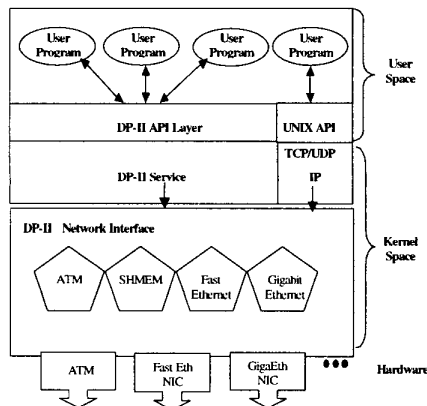 User
Program
User
Program
User
Program
User
Program
User
Space
DP-II API Layer
UNIX API
TCP/UDP
IP
DP-II Service
DP-II Network Interface
ATM
SHMEM
Fast
Ethernet
Gigabit
Ethernet
Kernel
Space
ATM
Fast Eth
NIC
GigaEth
NIC
Hardware